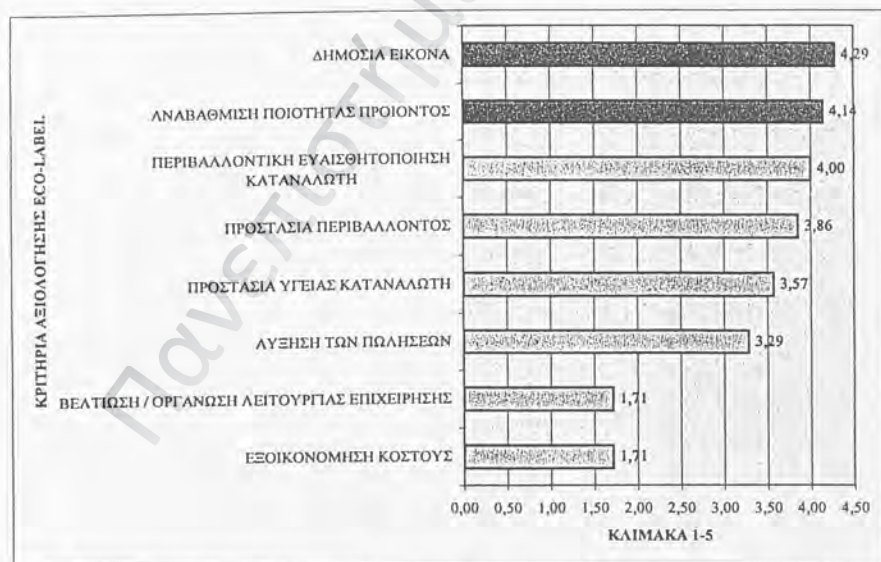 ΔΗΜΟΣΙΑ ΕΙΚΟΝΑ
4,29
ΑΝΑΒΑΘΜΙΣΗ ΠΟΙΟΤΗΤΑΣ ΠΡΟΙΟΝΤΟΣ
4,14
ΠΕΡΙΒΑΛΛΟΝΤΙΚΗ ΕΥΑΙΣΘΗΤΟΠΟΙΗΣΗ
ΚΑΤΑΝΑΛΩΤΗ
4,00
ΠΡΟΣΤΑΣΙΑ ΠΕΡΙΒΑΛΛΟΝΤΟΣ
3,86
ΠΡΟΣΤΑΣΙΑ ΥΓΕΙΑΣ ΚΑΤΑΝΑΛΩΤΗ
3,57
ΑΥΞΗΣΗ ΤΩΝ ΠΩΛΗΣΕΩΝ
3,29
ΒΕΛΤΙΩΣΗ / ΟΡΓΑΝΩΣΗ ΛΕΙΤΟΥΡΓΙΑΣ ΕΠΙΧΕΙΡΗΣΗΣ
1,71
ΕΞΟΙΚΟΝΟΜΗΣΗ ΚΟΣΤΟΥΣ
1,71
0,00 0,50 1,00 1,50 2,00 2,50 3,00 3,50 4,00 4,50
ΚΛΙΜΑΚΑ 1-5
ΚΡΙΤΗΡΙΑ ΑΞΙΟΛΟΓΗΣΗΣ ECO-LABEL
Πανεπιστήμ